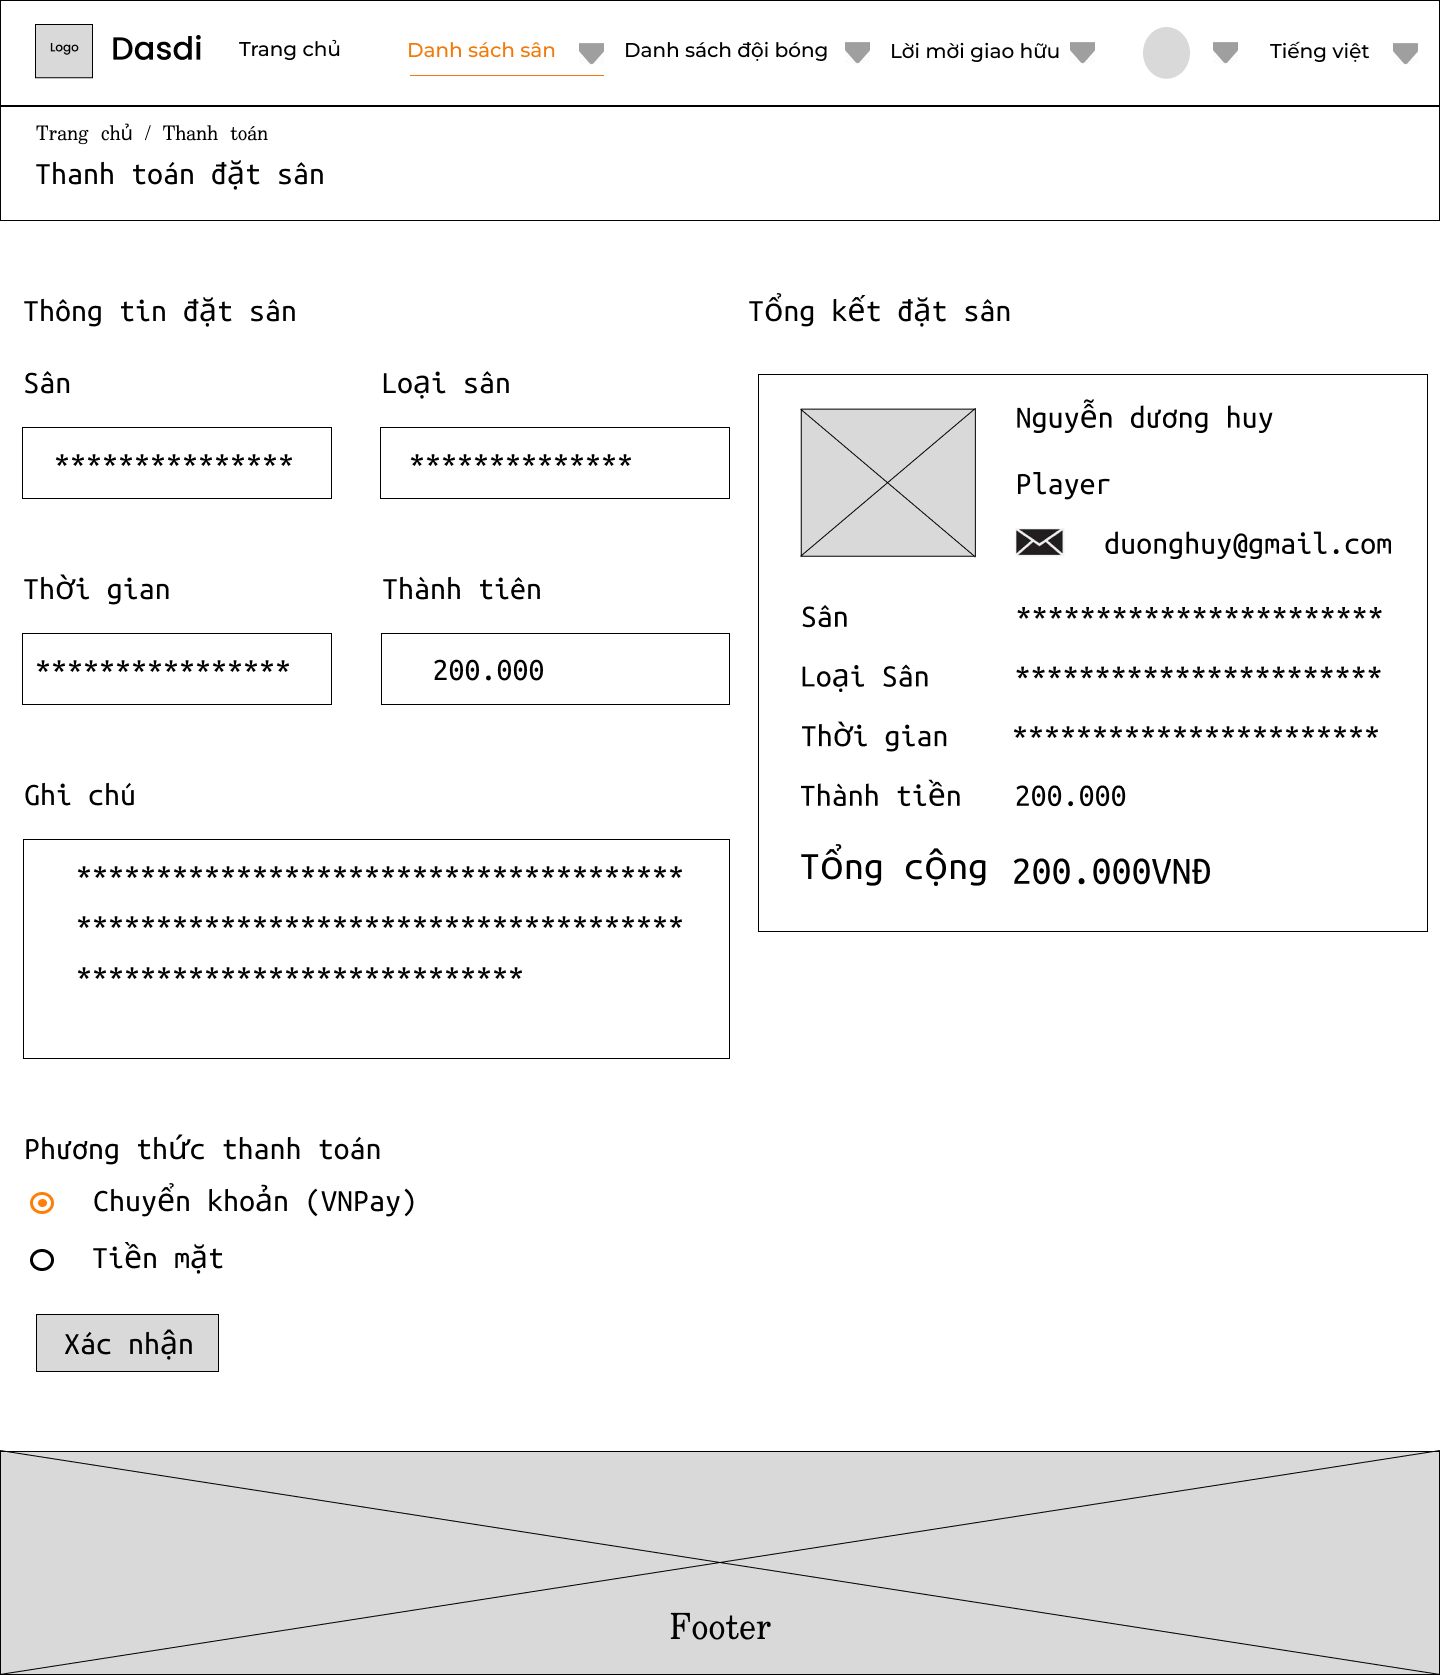 Logo
Dasdi
Trang chủ
Danh sách sân
Danh sách đội bóng
Lời mời giao hữu
Tiếng việt
Trang chủ / Thanh toán
Thanh toán đặt sân
Thông tin đặt sân
Sân
Loại sân
***************
**************
Thời gian
Thành tiên
****************
200.000
Ghi chú
**************************************
**************************************
****************************
Phương thức thanh toán
Chuyển khoản (VNPay)
Tiền mặt
Xác nhận
Tổng kết đặt sân
Nguyễn dương huy
Player
duonghuy@gmail.com
Sân ***********************
Loại Sân ***********************
Thời gian ***********************
Thành tiền 200.000
Tổng cộng 200.000VNĐ
Footer